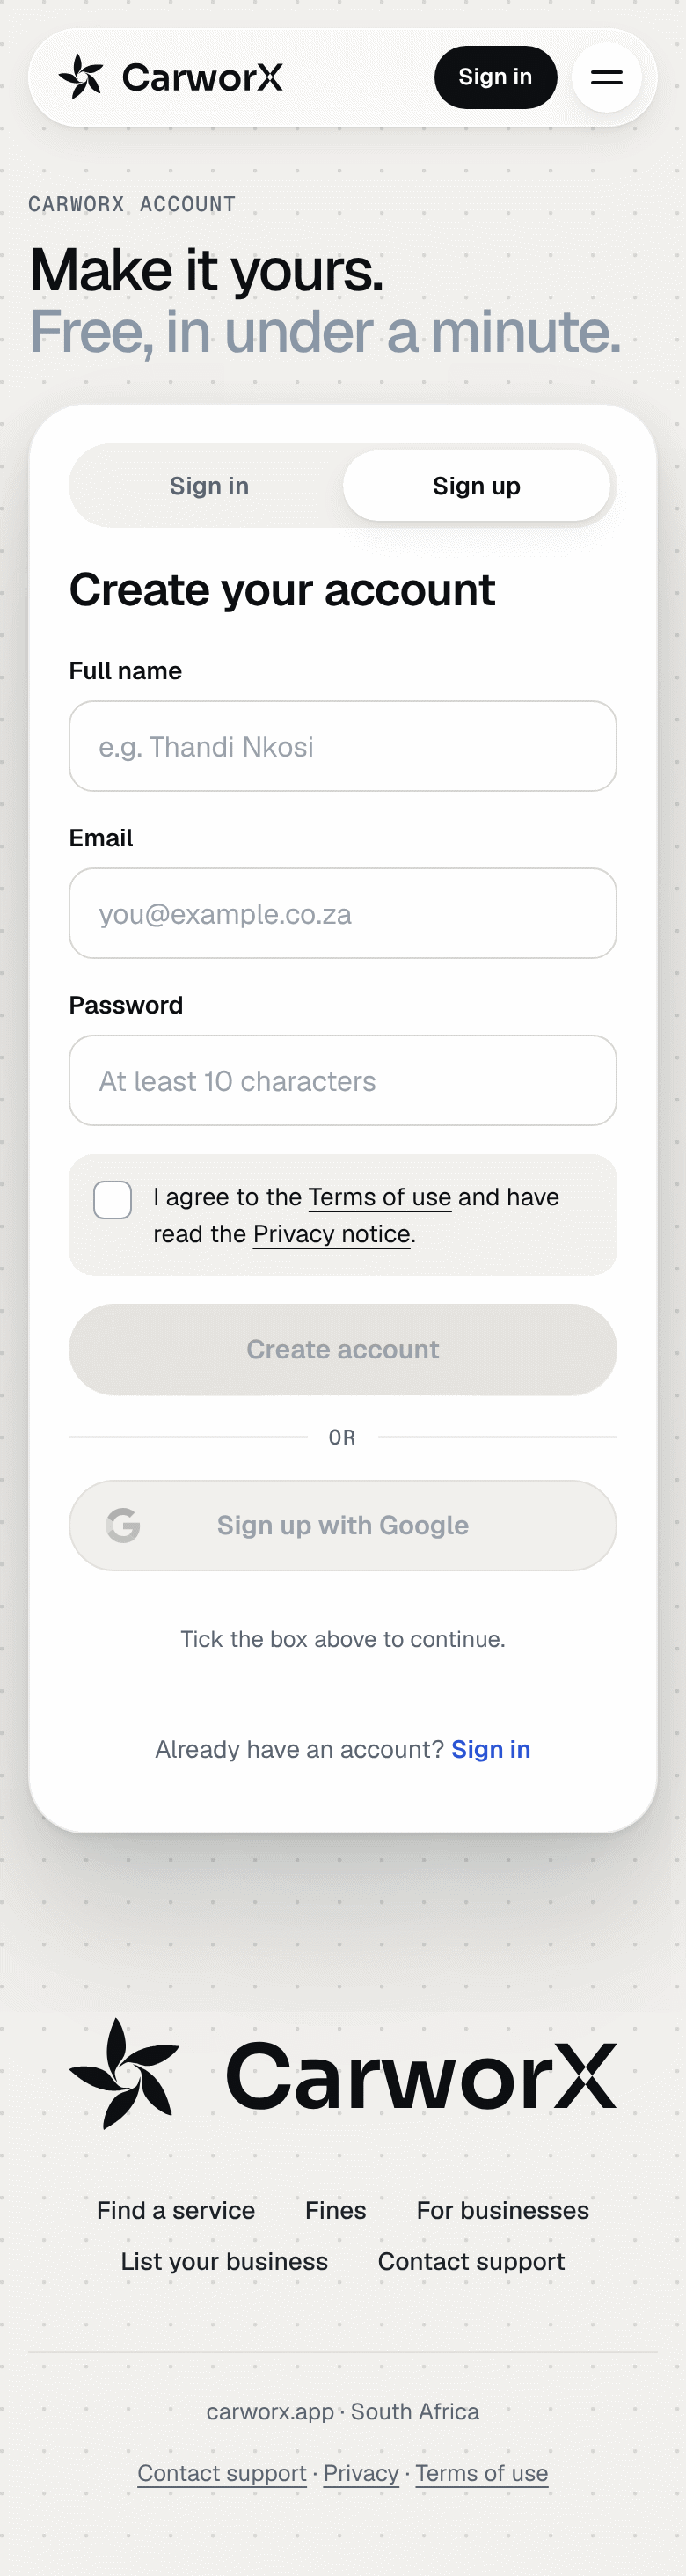 CarworX
Sign in
CARWORX ACCOUNT
Make it yours.
Free, in under a minute.
Sign in
Sign up
Create your account
Full name
e.g. Thandi Nkosi
Email
you@example.co.za
Password
At least 10 characters
I agree to the Terms of use and have
read the Privacy notice.
Create account
OR
Sign up with Google
Tick the box above to continue.
Already have an account? Sign in
CarworX
Find a service Fines For businesses
List your business Contact support
carworx.app · South Africa
Contact support · Privacy · Terms of use